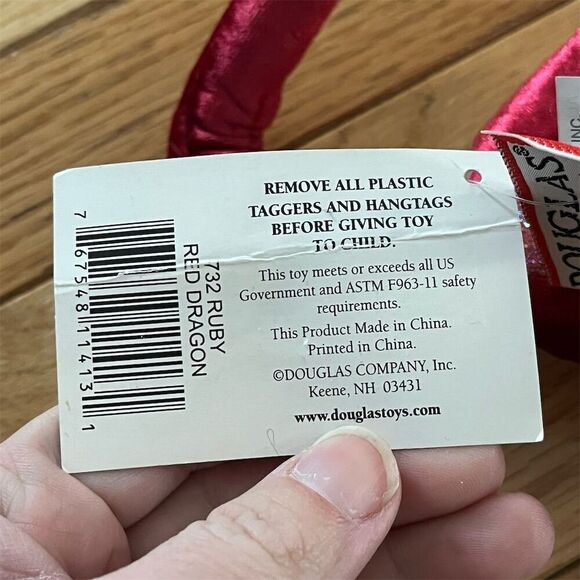 REMOVE ALL PLASTIC
TAGGERS AND HANGTAGS
BEFORE GIVING TOY
TO CHILD.
This toy meets or exceeds all US
Government and ASTM F963-11 safety
requirements.
This Product Made in China.
Printed in China.
©DOUGLAS COMPANY, Inc.
Keene, NH 03431
www.douglastoys.com
732 RUBY
RED DRAGON
7 67548 11413 1
DOUGLAS®
INC.